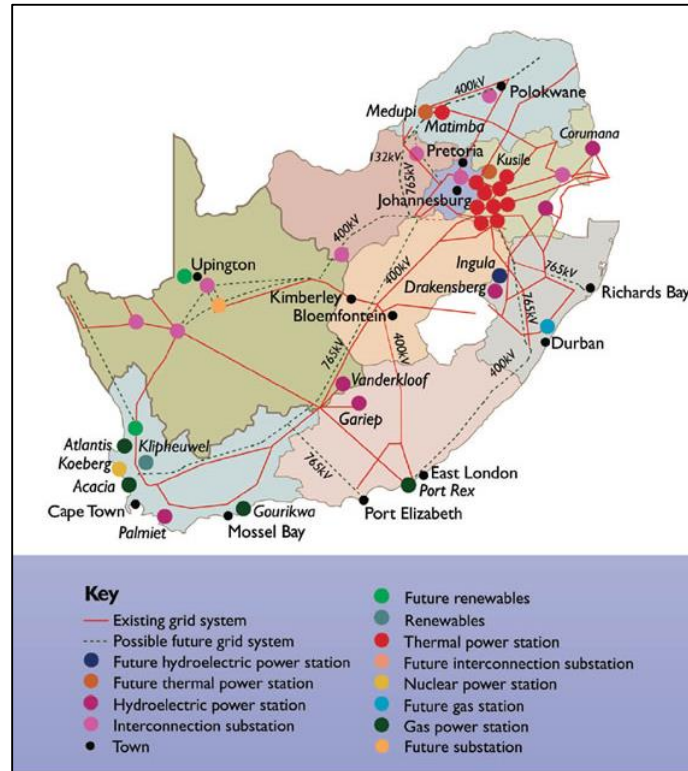 400kV
Polokwane
Medupi
Matimba
Corumana
Pretoria
Kusile
132kV
765kV
Johannesburg
400kV
400kV
Upington
Ingula
765kV
Kimberley
Drakensberg
Richards Bay
Bloemfontein
765kV
400kV
Durban
765kV
400kV
Vanderkloof
Gariep
Atlantis
Klipheuwel
Koeberg
765kV
East London
Acacia
Port Rex
Cape Town
Gourikwa
Port Elizabeth
Palmiet
Mossel Bay
Key
Existing grid system
Possible future grid system
Future hydroelectric power station
Future thermal power station
Hydroelectric power station
Interconnection substation
Town
Future renewables
Renewables
Thermal power station
Future interconnection substation
Nuclear power station
Future gas station
Gas power station
Future substation